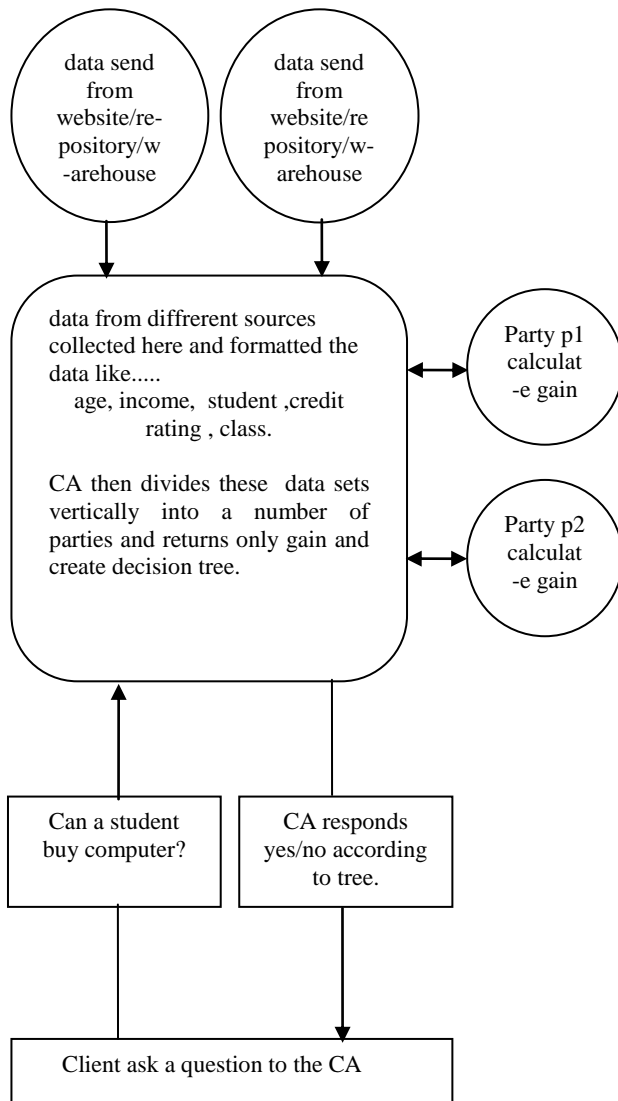 data send
from
website/re-
pository/w
-arehouse
data send
from
website/re
pository/w-
arehouse
data from diffrerent sources
collected here and formatted the
data like.....
age, income, student ,credit
rating , class.
CA then divides these data sets
vertically into a number of
parties and returns only gain and
create decision tree.
Party p1
calculat
-e gain
Party p2
calculat
-e gain
Can a student
buy computer?
CA responds
yes/no according
to tree.
Client ask a question to the CA